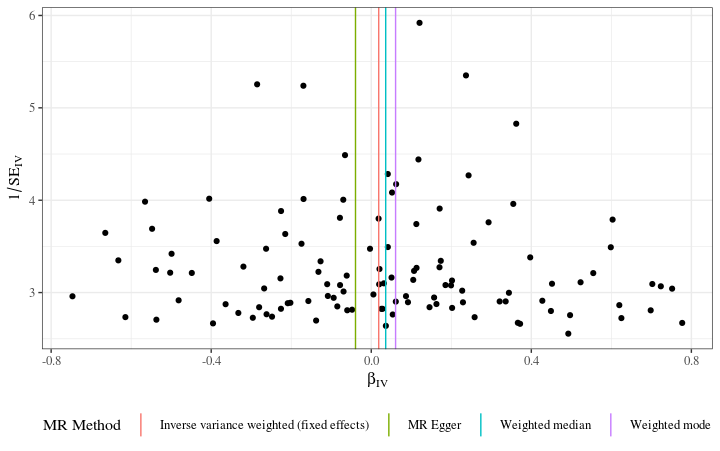 6
5
4
3
1/SE_IV
-0.8 -0.4 0.0 0.4 0.8
β_IV
MR Method Inverse variance weighted (fixed effects) MR Egger Weighted median Weighted mode